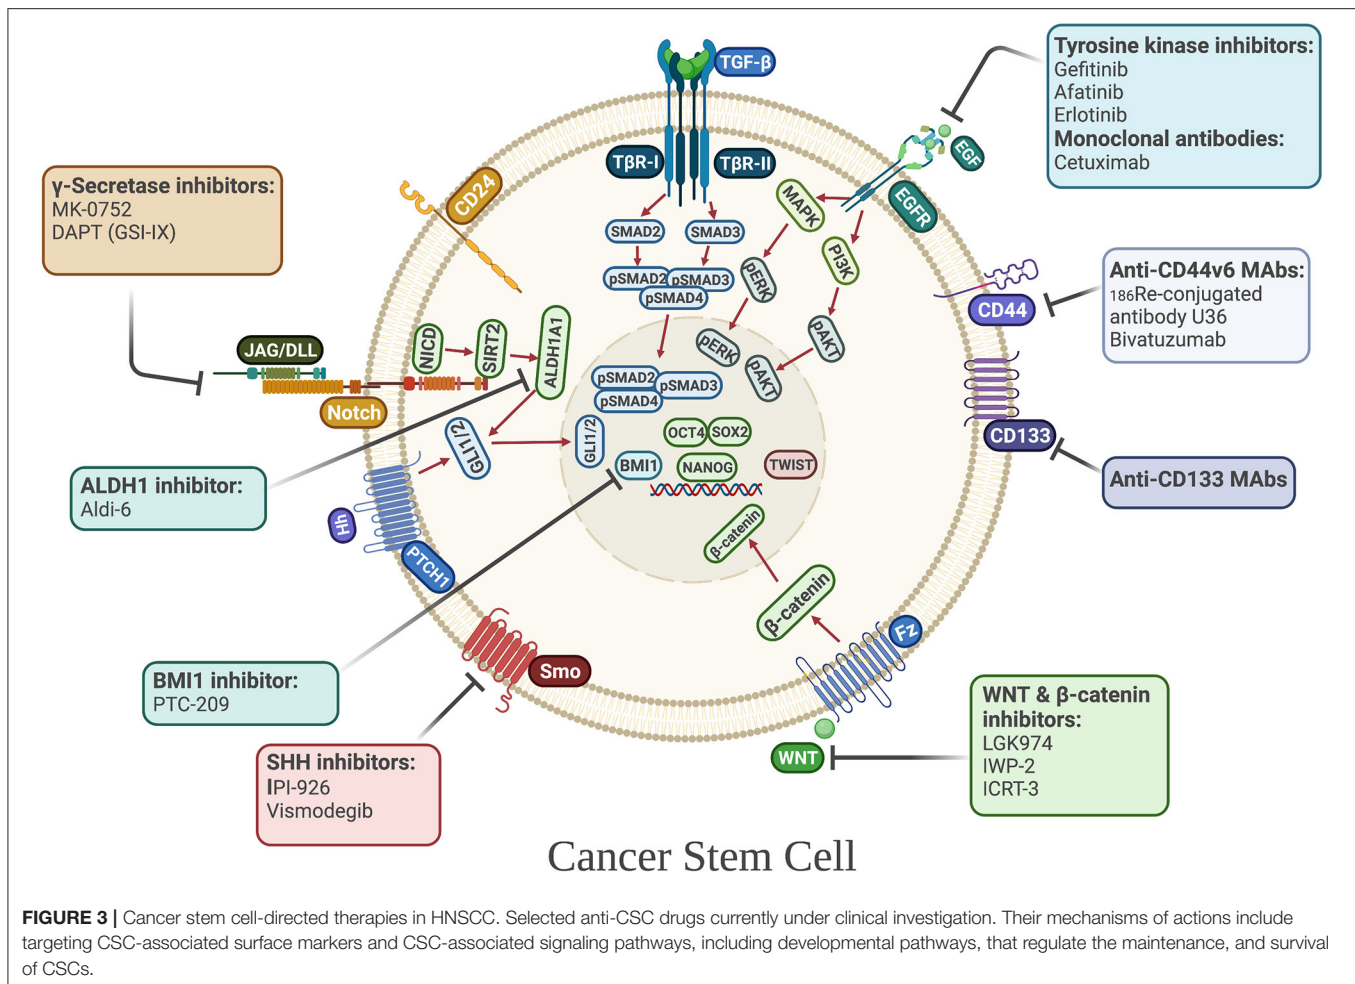 TGF-β
TβR-I
TβR-II
Tyrosine kinase inhibitors:
Gefitinib
Afatinib
Erlotinib
Monoclonal antibodies:
Cetuximab
EGF
EGFR
γ-Secretase inhibitors:
MK-0752
DAPT (GSI-IX)
CD24
SMAD2
SMAD3
MAPK
PI3K
pERK
pSMAD2
pSMAD3
pSMAD4
Anti-CD44v6 MAbs:
186Re-conjugated
antibody U36
Bivatuzumab
CD44
JAG/DLL
Notch
NICD
SIRT2
ALDH1A1
pERK
pAKT
pAKT
pSMAD2
pSMAD3
pSMAD4
GLI1/2
GLI1/2
OCT4
SOX2
BMI1
NANOG
TWIST
CD133
Anti-CD133 MAbs
ALDH1 inhibitor:
Aldi-6
Hh
PTCH1
β-catenin
β-catenin
Fz
BMI1 inhibitor:
PTC-209
Smo
SHH inhibitors:
IPI-926
Vismodegib
WNT
WNT & β-catenin
inhibitors:
LGK974
IWP-2
ICRT-3
Cancer Stem Cell
FIGURE 3 | Cancer stem cell-directed therapies in HNSCC. Selected anti-CSC drugs currently under clinical investigation. Their mechanisms of actions include
targeting CSC-associated surface markers and CSC-associated signaling pathways, including developmental pathways, that regulate the maintenance, and survival
of CSCs.